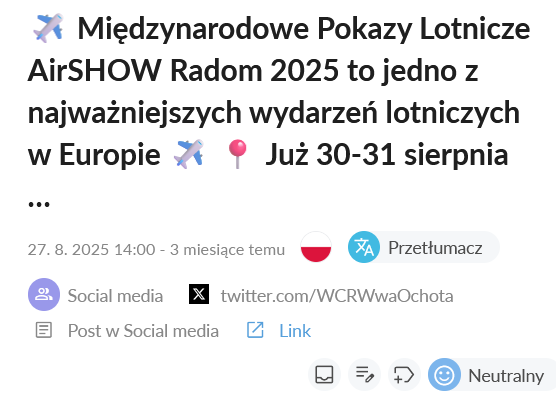 ✈️ Międzynarodowe Pokazy Lotnicze
AirSHOW Radom 2025 to jedno z
najważniejszych wydarzeń lotniczych
w Europie ✈️ 📍 Już 30-31 sierpnia
...
27. 8. 2025 14:00 - 3 miesiące temu Przetłumacz
Social media twitter.com/WCRWwaOchota
Post w Social media Link
Neutralny